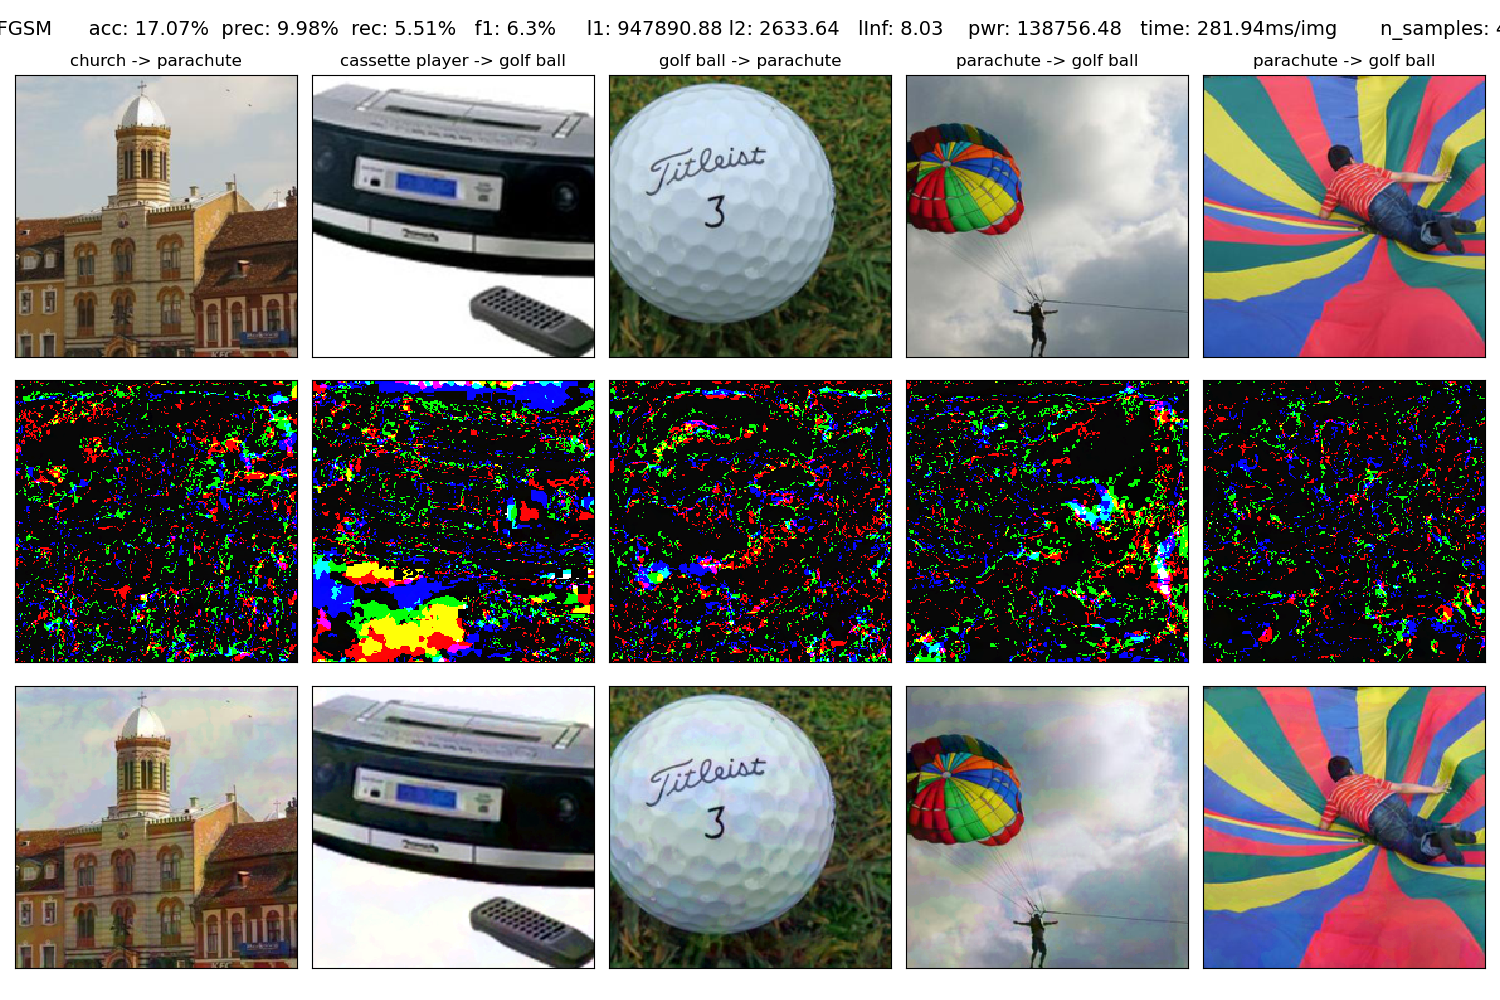 FGSM acc: 17.07% prec: 9.98% rec: 5.51% f1: 6.3% l1: 947890.88 l2: 2633.64 lInf: 8.03 pwr: 138756.48 time: 281.94ms/img n_samples: 4
church -> parachute
cassette player -> golf ball
golf ball -> parachute
parachute -> golf ball
parachute -> golf ball
Titleist
3
Titleist
3